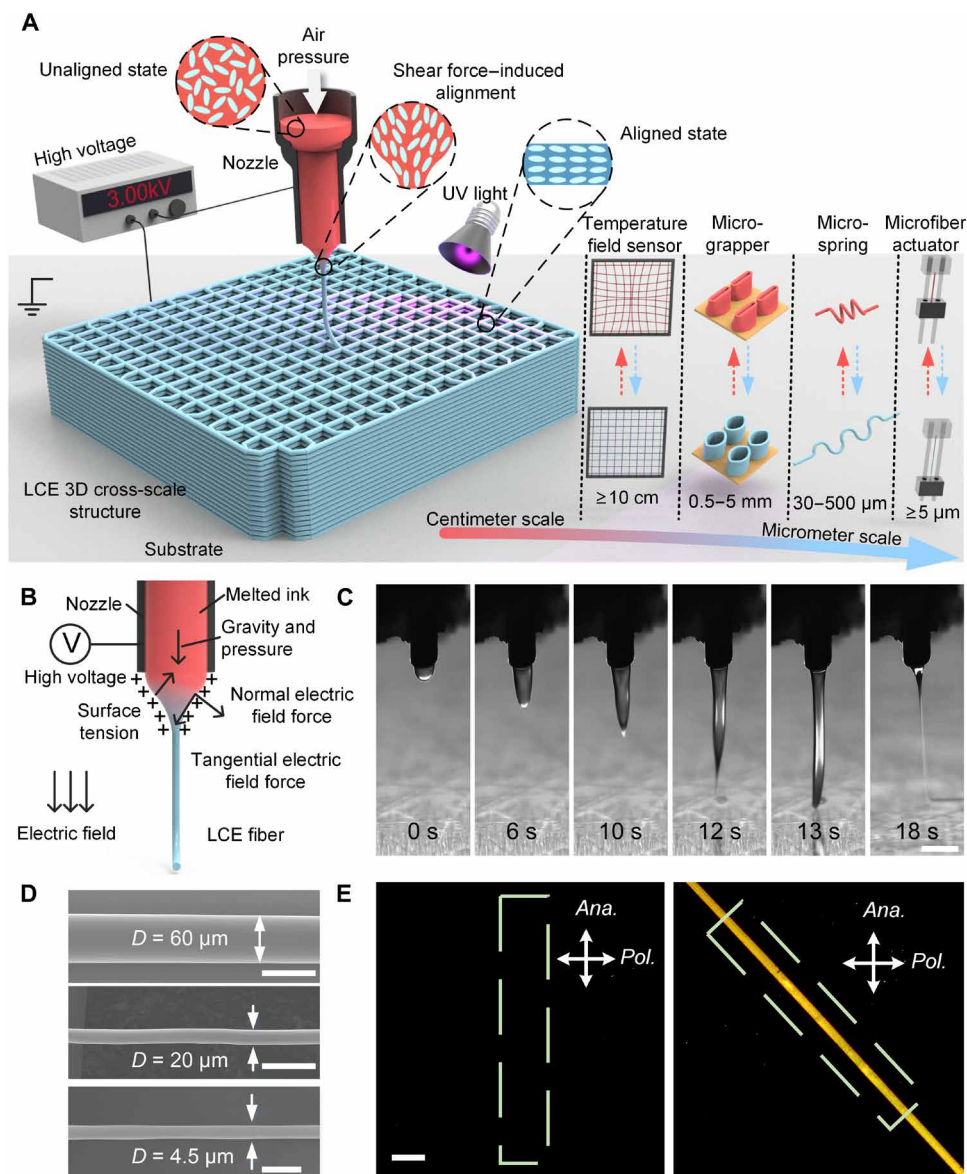 A
Air
pressure
Unaligned state
Shear force–induced
alignment
Aligned state
High voltage
3.00kV
Nozzle
UV light
Temperature
field sensor
Micro-
grapper
Micro-
spring
Microfiber
actuator
LCE 3D cross-scale
structure
Substrate
≥10 cm
0.5–5 mm
30–500 µm
≥5 µm
Centimeter scale
Micrometer scale
B
Nozzle
Melted ink
V
Gravity and
pressure
High voltage
Surface
tension
Normal electric
field force
Tangential electric
field force
Electric field
LCE fiber
C
0 s
6 s
10 s
12 s
13 s
18 s
D
D = 60 µm
D = 20 µm
D = 4.5 µm
E
Ana.
Pol.
Ana.
Pol.